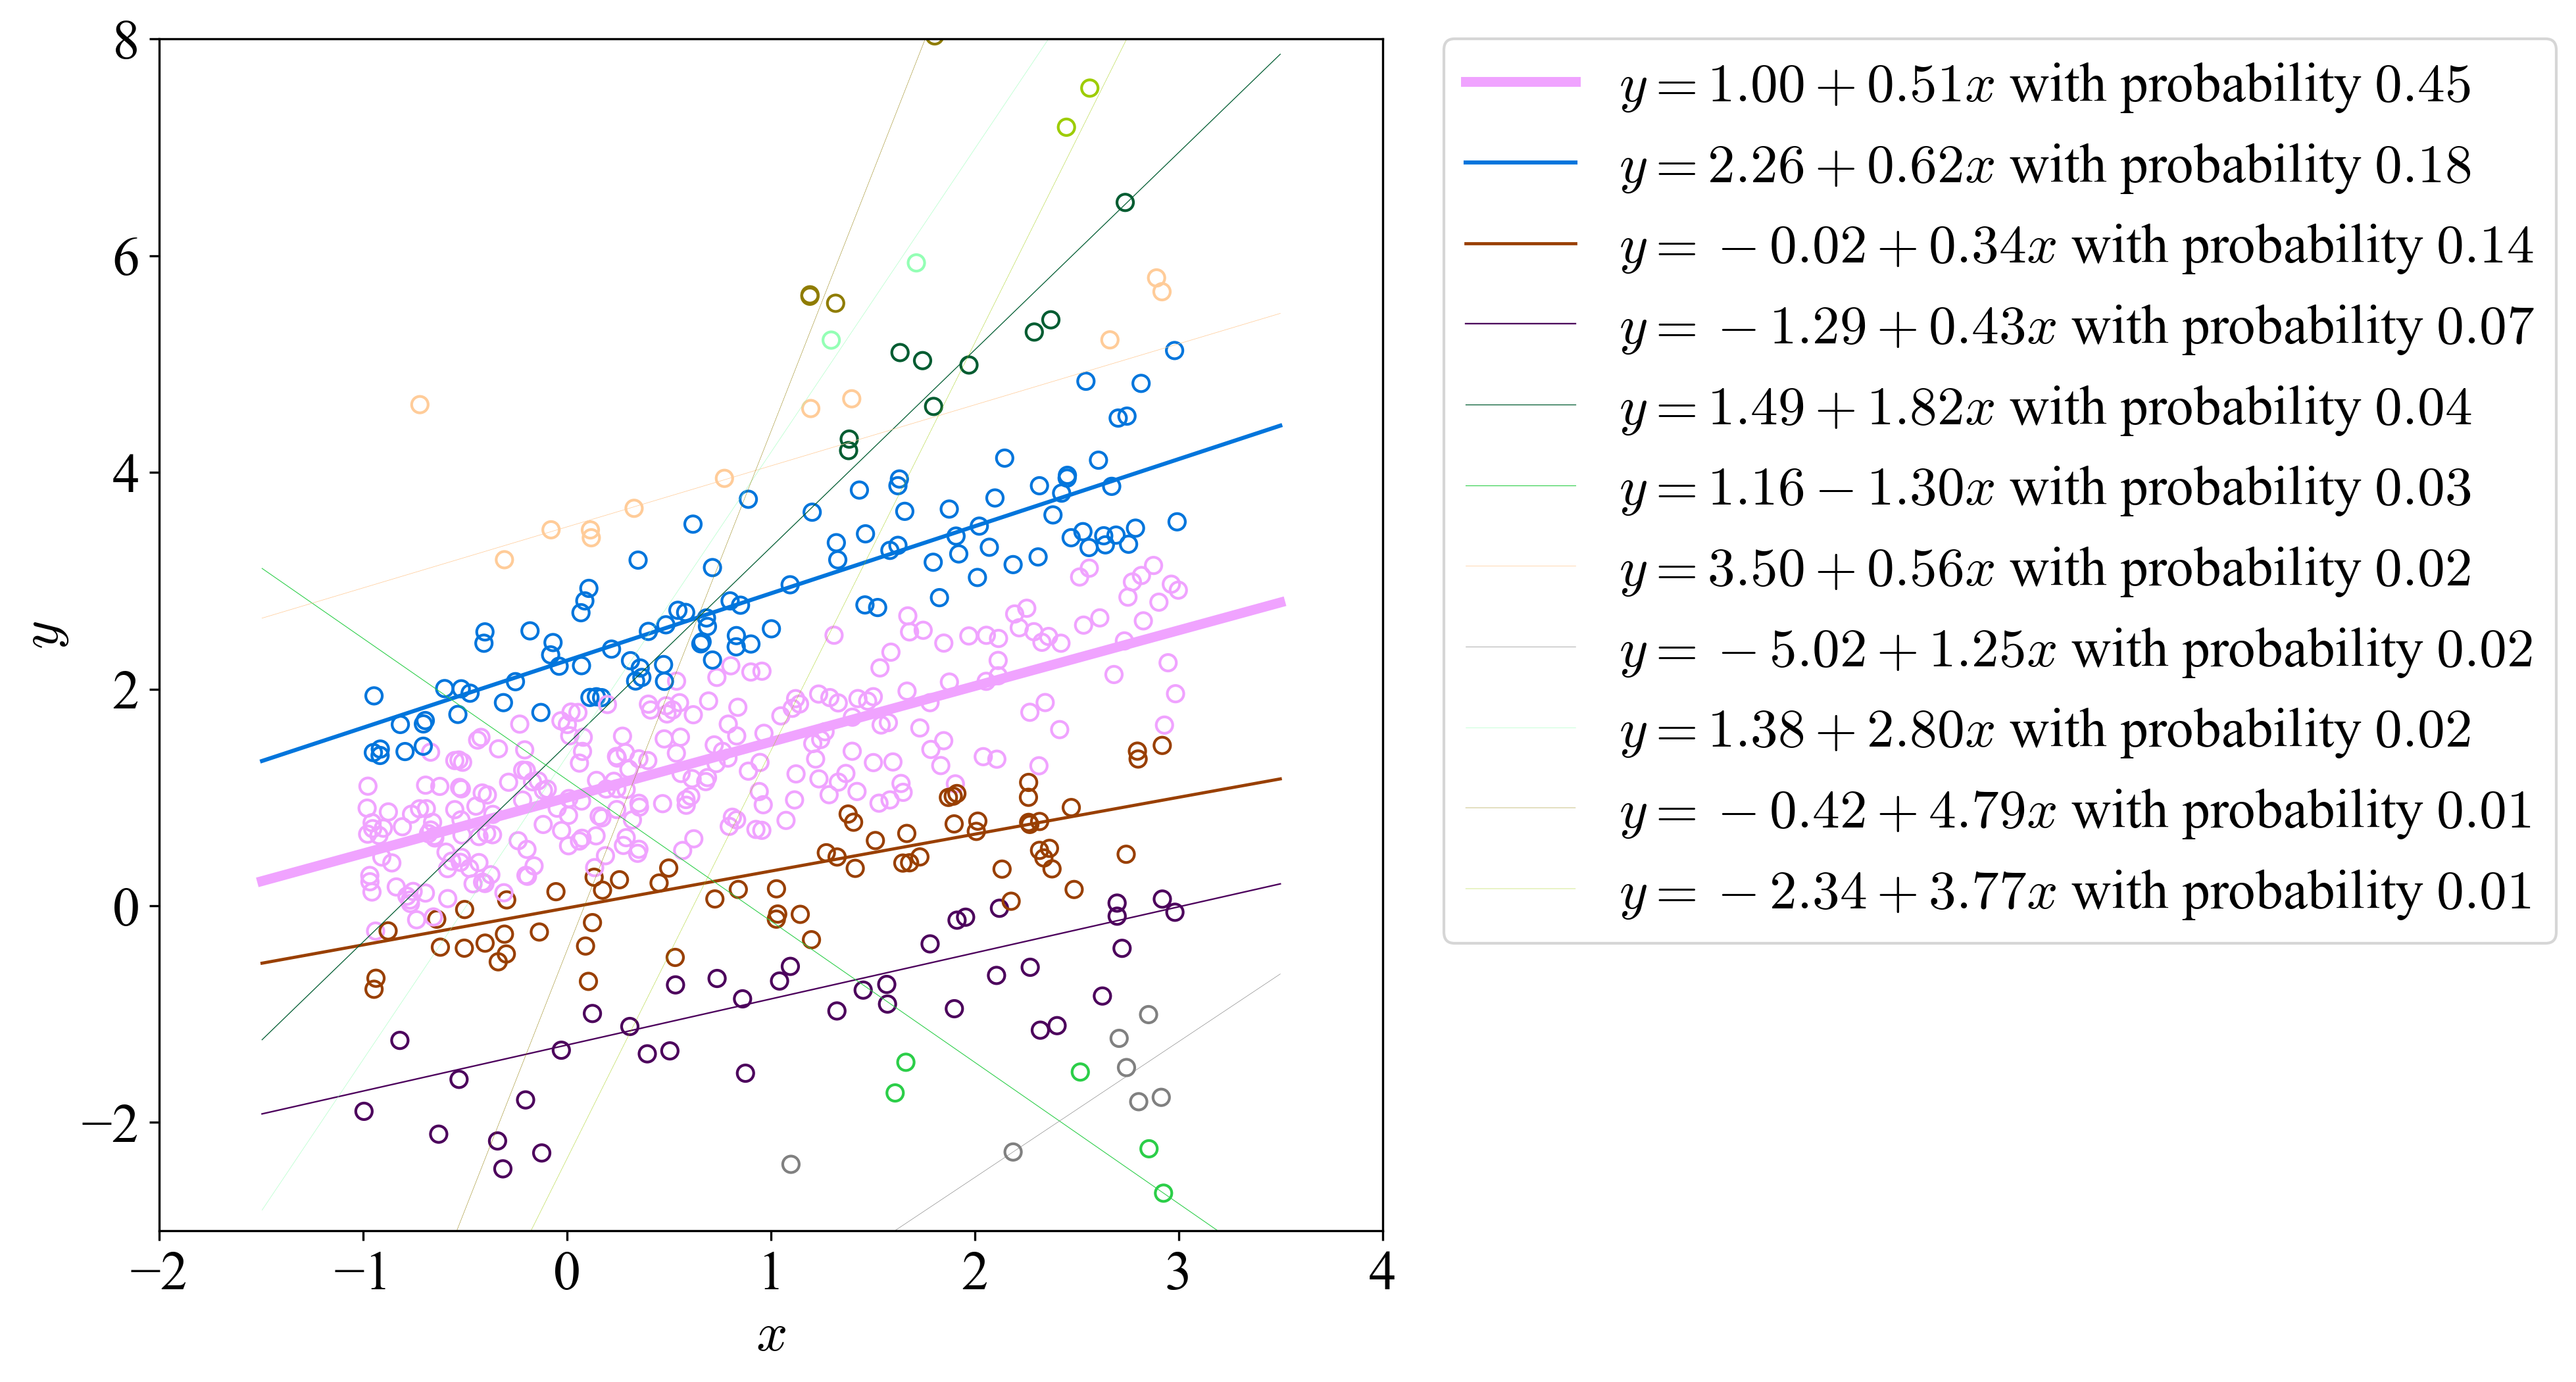 8
6
4
2
0
−2
y
−2 −1 0 1 2 3 4
x
y = 1.00 + 0.51x with probability 0.45
y = 2.26 + 0.62x with probability 0.18
y = − 0.02 + 0.34x with probability 0.14
y = − 1.29 + 0.43x with probability 0.07
y = 1.49 + 1.82x with probability 0.04
y = 1.16 − 1.30x with probability 0.03
y = 3.50 + 0.56x with probability 0.02
y = − 5.02 + 1.25x with probability 0.02
y = 1.38 + 2.80x with probability 0.02
y = − 0.42 + 4.79x with probability 0.01
y = − 2.34 + 3.77x with probability 0.01